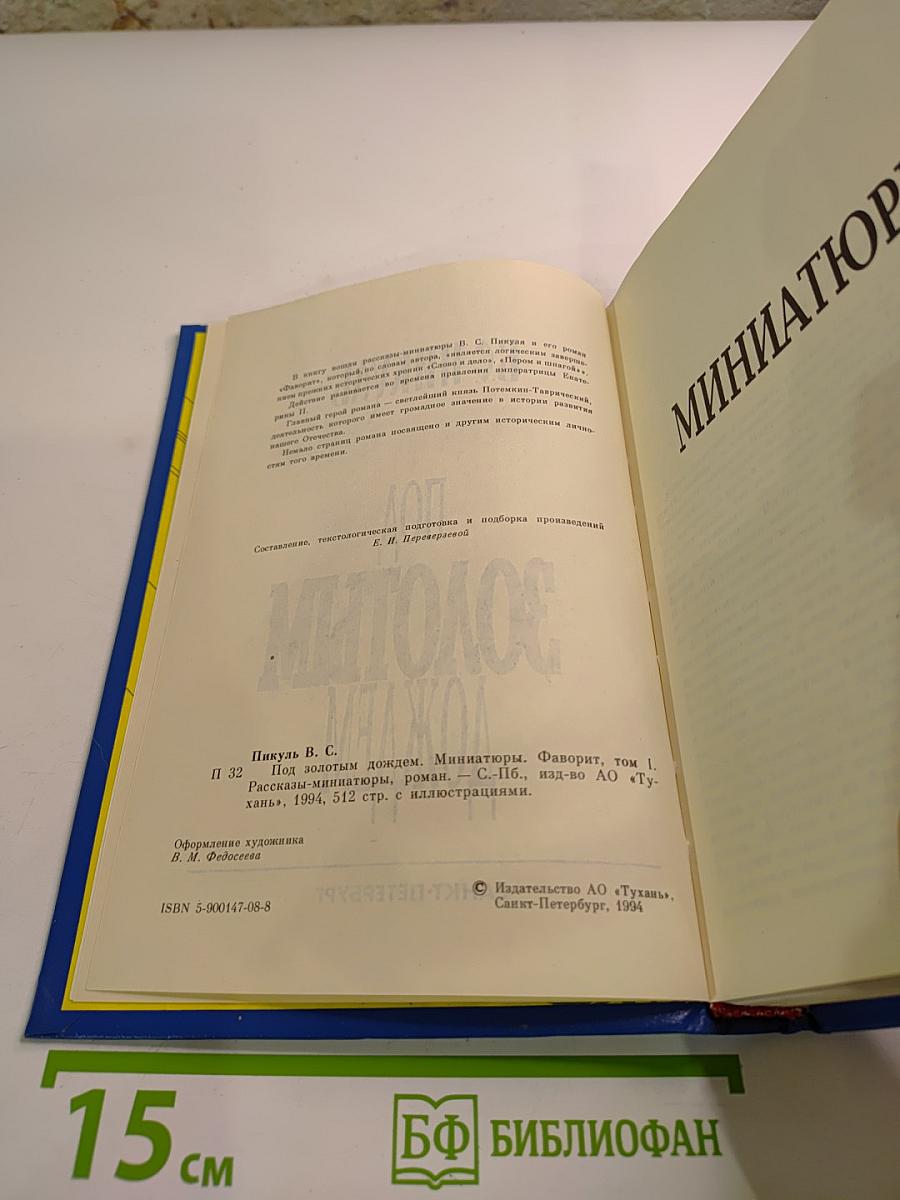 В книгу вошли рассказы-миниатюры В. С. Пикуля и его роман
«Фаворит», который, по словам автора, «является логическим заверше-
нием прежних исторических хроник «Слово и дело», «Пером и шпагой»».
Действие развивается во времена правления императрицы Екате-
рины II.
Главный герой романа — светлейший князь Потемкин-Таврический,
деятельность которого имеет громадное значение в истории развития
нашего Отечества.
Немало страниц романа посвящено и другим историческим лично-
стям того времени.
Составление, текстологическая подготовка и подборка произведений
Е. И. Переверзевой
Пикуль В. С.
П 32 Под золотым дождем. Миниатюры. Фаворит, том I.
Рассказы-миниатюры, роман. — С.-Пб., изд-во АО «Ту-
хань», 1994, 512 стр. с иллюстрациями.
Оформление художника
В. М. Федосеева
ISBN 5-900147-08-8
© Издательство АО «Тухань»,
Санкт-Петербург, 1994
МИНИАТЮР
15 см
БФ БИБЛИОФАН